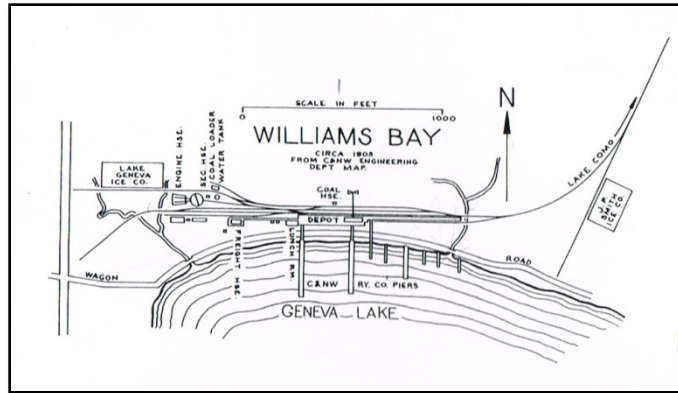 SCALE IN FEET
0 1000
N
WILLIAMS BAY
CIRCA 1905
FROM C&NW ENGINEERING
DEPT MAP.
LAKE
GENEVA
ICE CO.
ENGINE HSE.
SEC. HSE.
COAL LOADER
WATER TANK
COAL
HSE.
LAKE COMO
J.P.
SMITH
ICE CO.
DEPOT
FREIGHT HSE.
LUNCH RM.
WAGON
ROAD
C&NW RY. CO. PIERS
GENEVA LAKE